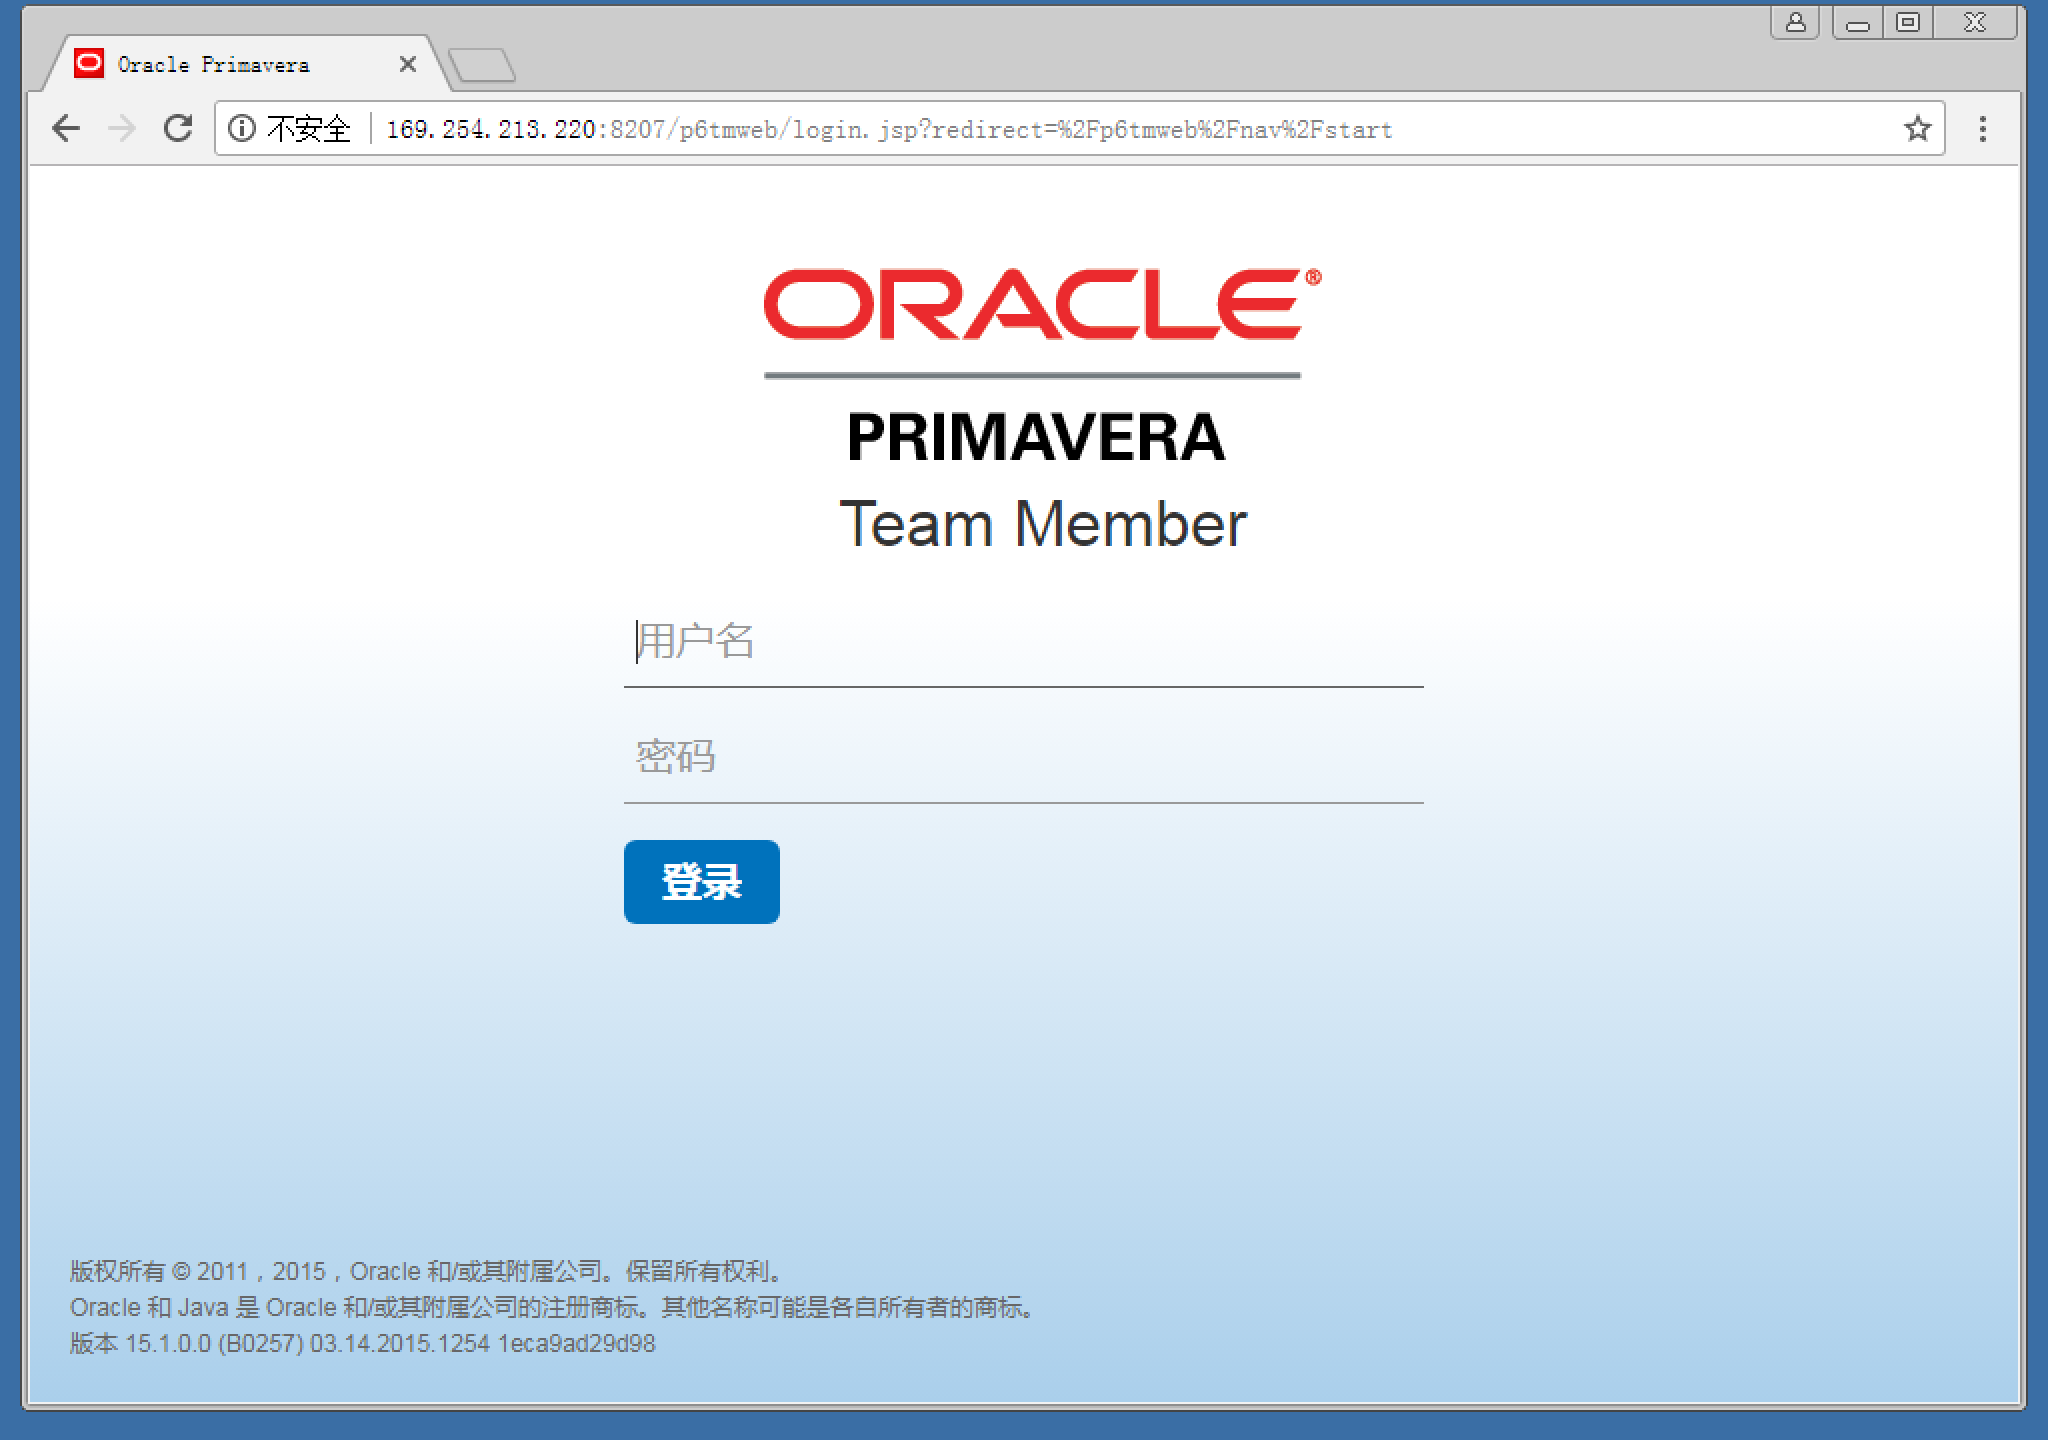 Oracle Primavera
不安全 169.254.213.220:8207/p6tmweb/login.jsp?redirect=%2Fp6tmweb%2Fnav%2Fstart
ORACLE®
PRIMAVERA
Team Member
用户名
密码
登录
版权所有 © 2011，2015，Oracle 和/或其附属公司。保留所有权利。
Oracle 和 Java 是 Oracle 和/或其附属公司的注册商标。其他名称可能是各自所有者的商标。
版本 15.1.0.0 (B0257) 03.14.2015.1254 1eca9ad29d98